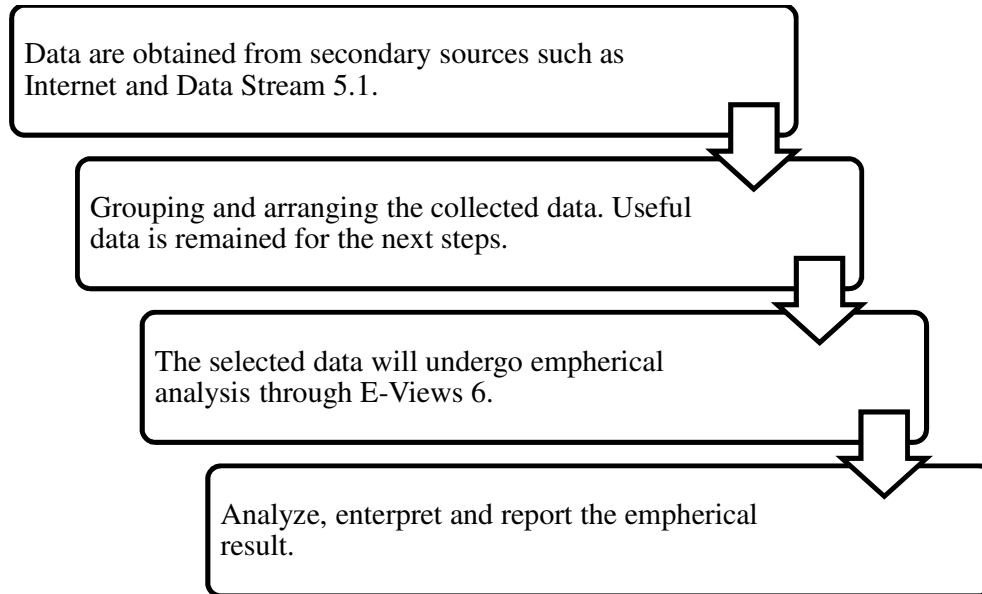 Data are obtained from secondary sources such as
Internet and Data Stream 5.1.
Grouping and arranging the collected data. Useful
data is remained for the next steps.
The selected data will undergo empherical
analysis through E-Views 6.
Analyze, enterpret and report the empherical
result.